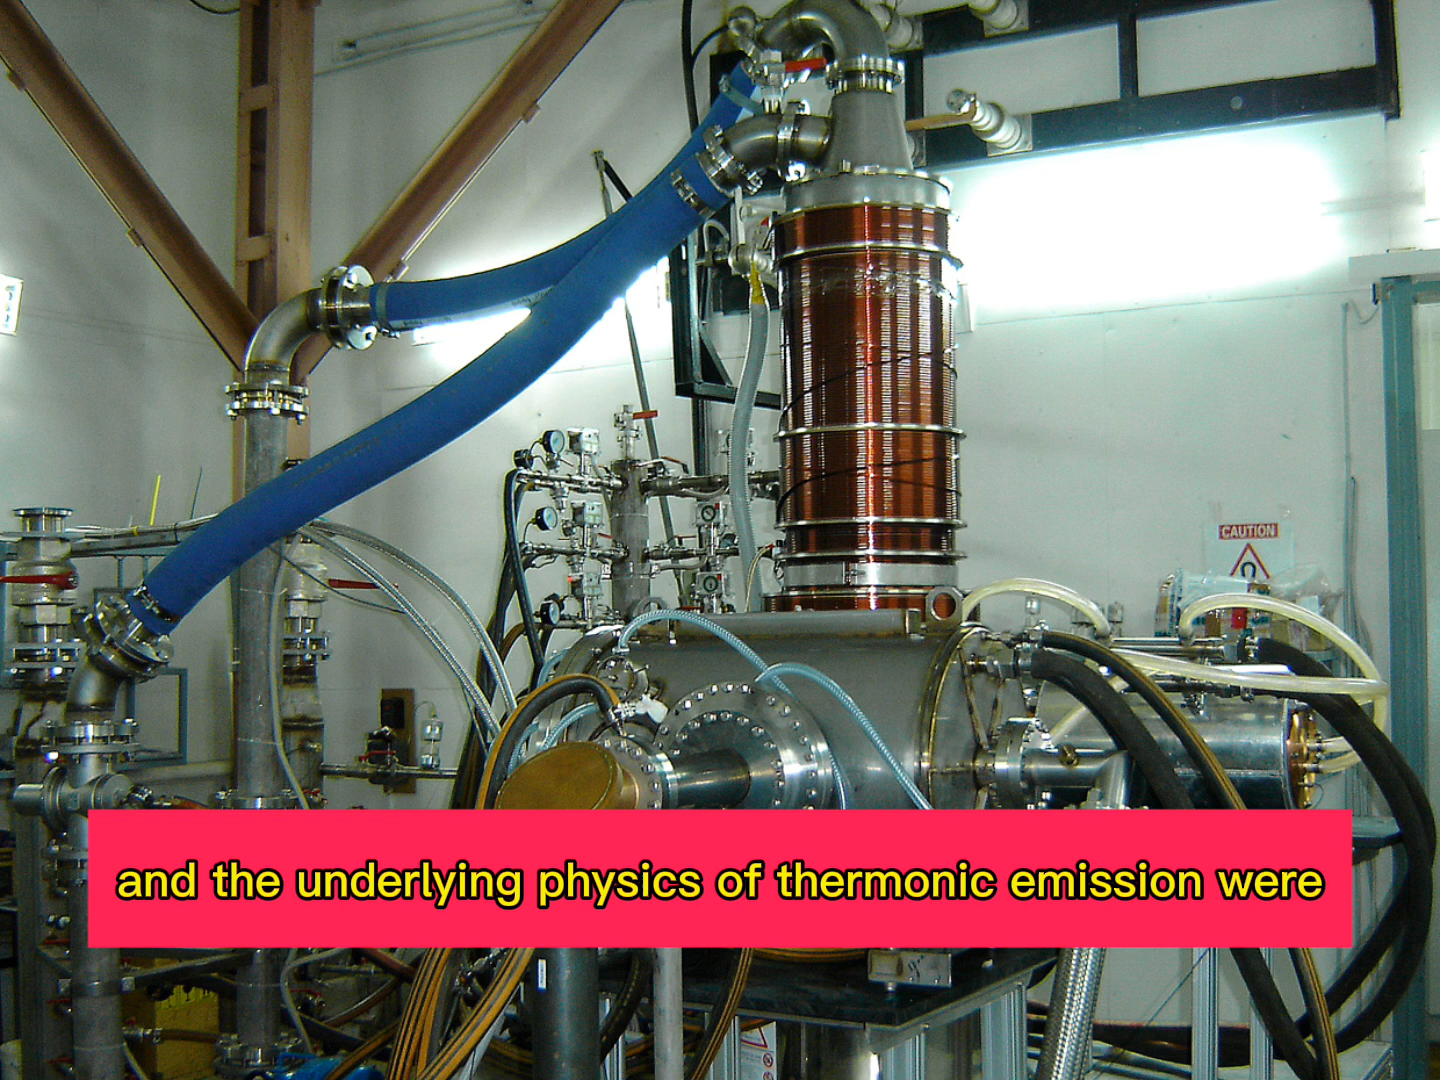 CAUTION
and the underlying physics of thermonic emission were